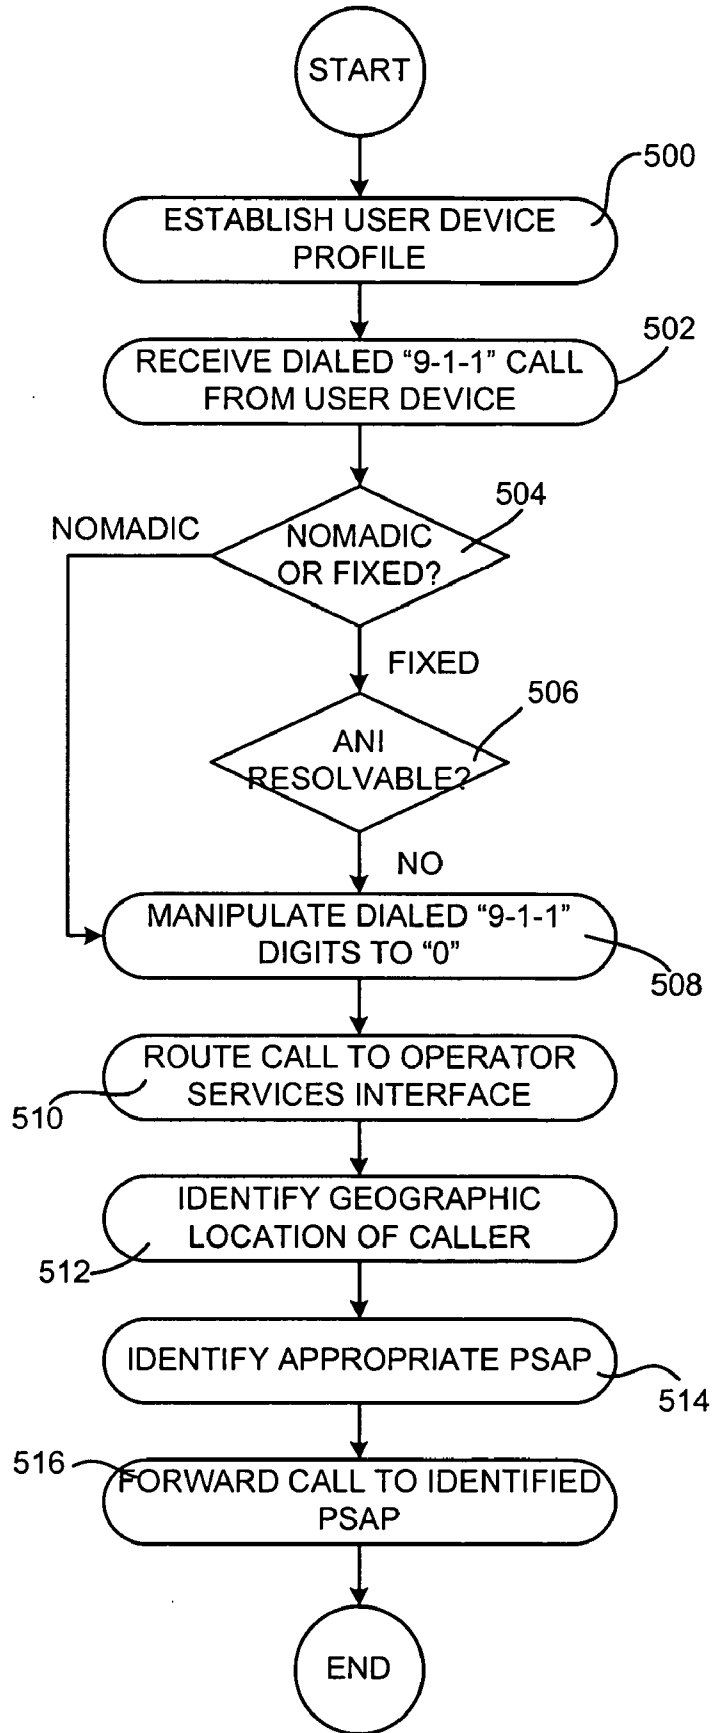 START
500
ESTABLISH USER DEVICE
PROFILE
502
RECEIVE DIALED “9-1-1” CALL
FROM USER DEVICE
504
NOMADIC
NOMADIC
OR FIXED?
FIXED
506
ANI
RESOLVABLE?
NO
MANIPULATE DIALED “9-1-1”
DIGITS TO “0”
508
ROUTE CALL TO OPERATOR
SERVICES INTERFACE
510
IDENTIFY GEOGRAPHIC
LOCATION OF CALLER
512
IDENTIFY APPROPRIATE PSAP
514
516
FORWARD CALL TO IDENTIFIED
PSAP
END